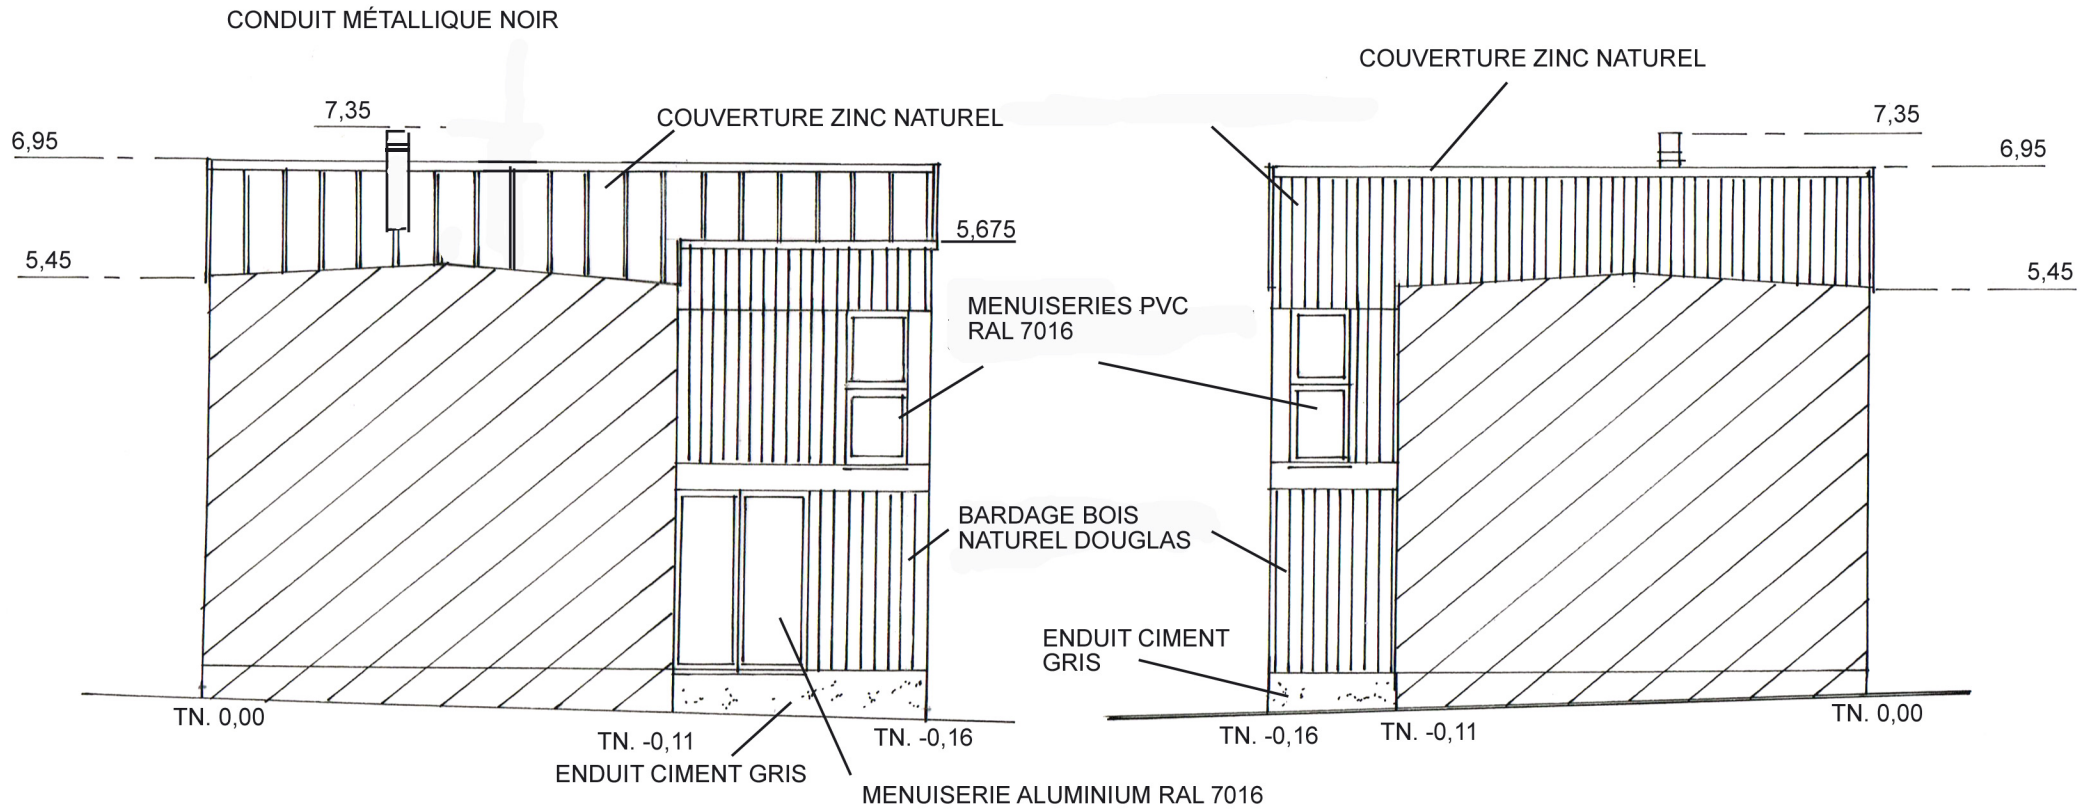 CONDUIT MÉTALLIQUE NOIR
COUVERTURE ZINC NATUREL
7,35
COUVERTURE ZINC NATUREL
7,35
6,95
6,95
5,675
5,45
5,45
MENUISERIES PVC
RAL 7016
BARDAGE BOIS
NATUREL DOUGLAS
ENDUIT CIMENT
GRIS
TN. 0,00
TN. -0,11
TN. -0,16
TN. -0,16
TN. -0,11
TN. 0,00
ENDUIT CIMENT GRIS
MENUISERIE ALUMINIUM RAL 7016